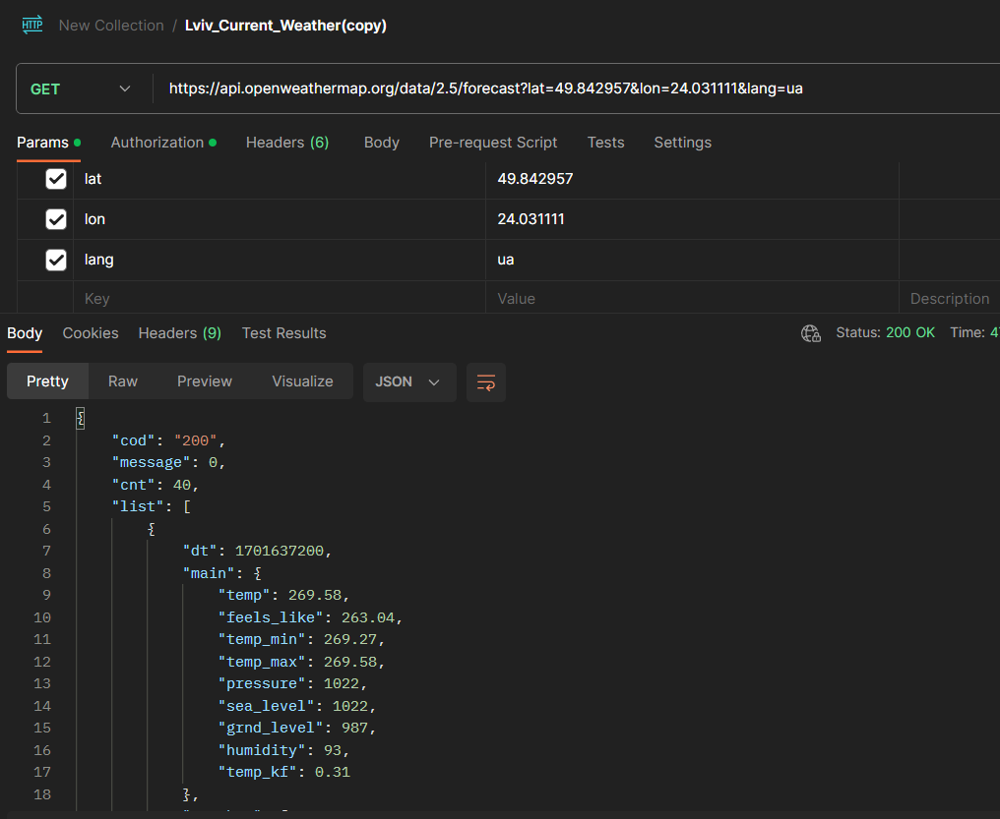 HTTP New Collection / Lviv_Current_Weather(copy)
GET https://api.openweathermap.org/data/2.5/forecast?lat=49.842957&lon=24.031111&lang=ua
Params Authorization Headers (6) Body Pre-request Script Tests Settings
lat 49.842957
lon 24.031111
lang ua
Key Value Description
Body Cookies Headers (9) Test Results Status: 200 OK Time: 4
Pretty Raw Preview Visualize JSON
1 {
2 "cod": "200",
3 "message": 0,
4 "cnt": 40,
5 "list": [
6 {
7 "dt": 1701637200,
8 "main": {
9 "temp": 269.58,
10 "feels_like": 263.04,
11 "temp_min": 269.27,
12 "temp_max": 269.58,
13 "pressure": 1022,
14 "sea_level": 1022,
15 "grnd_level": 987,
16 "humidity": 93,
17 "temp_kf": 0.31
18 },